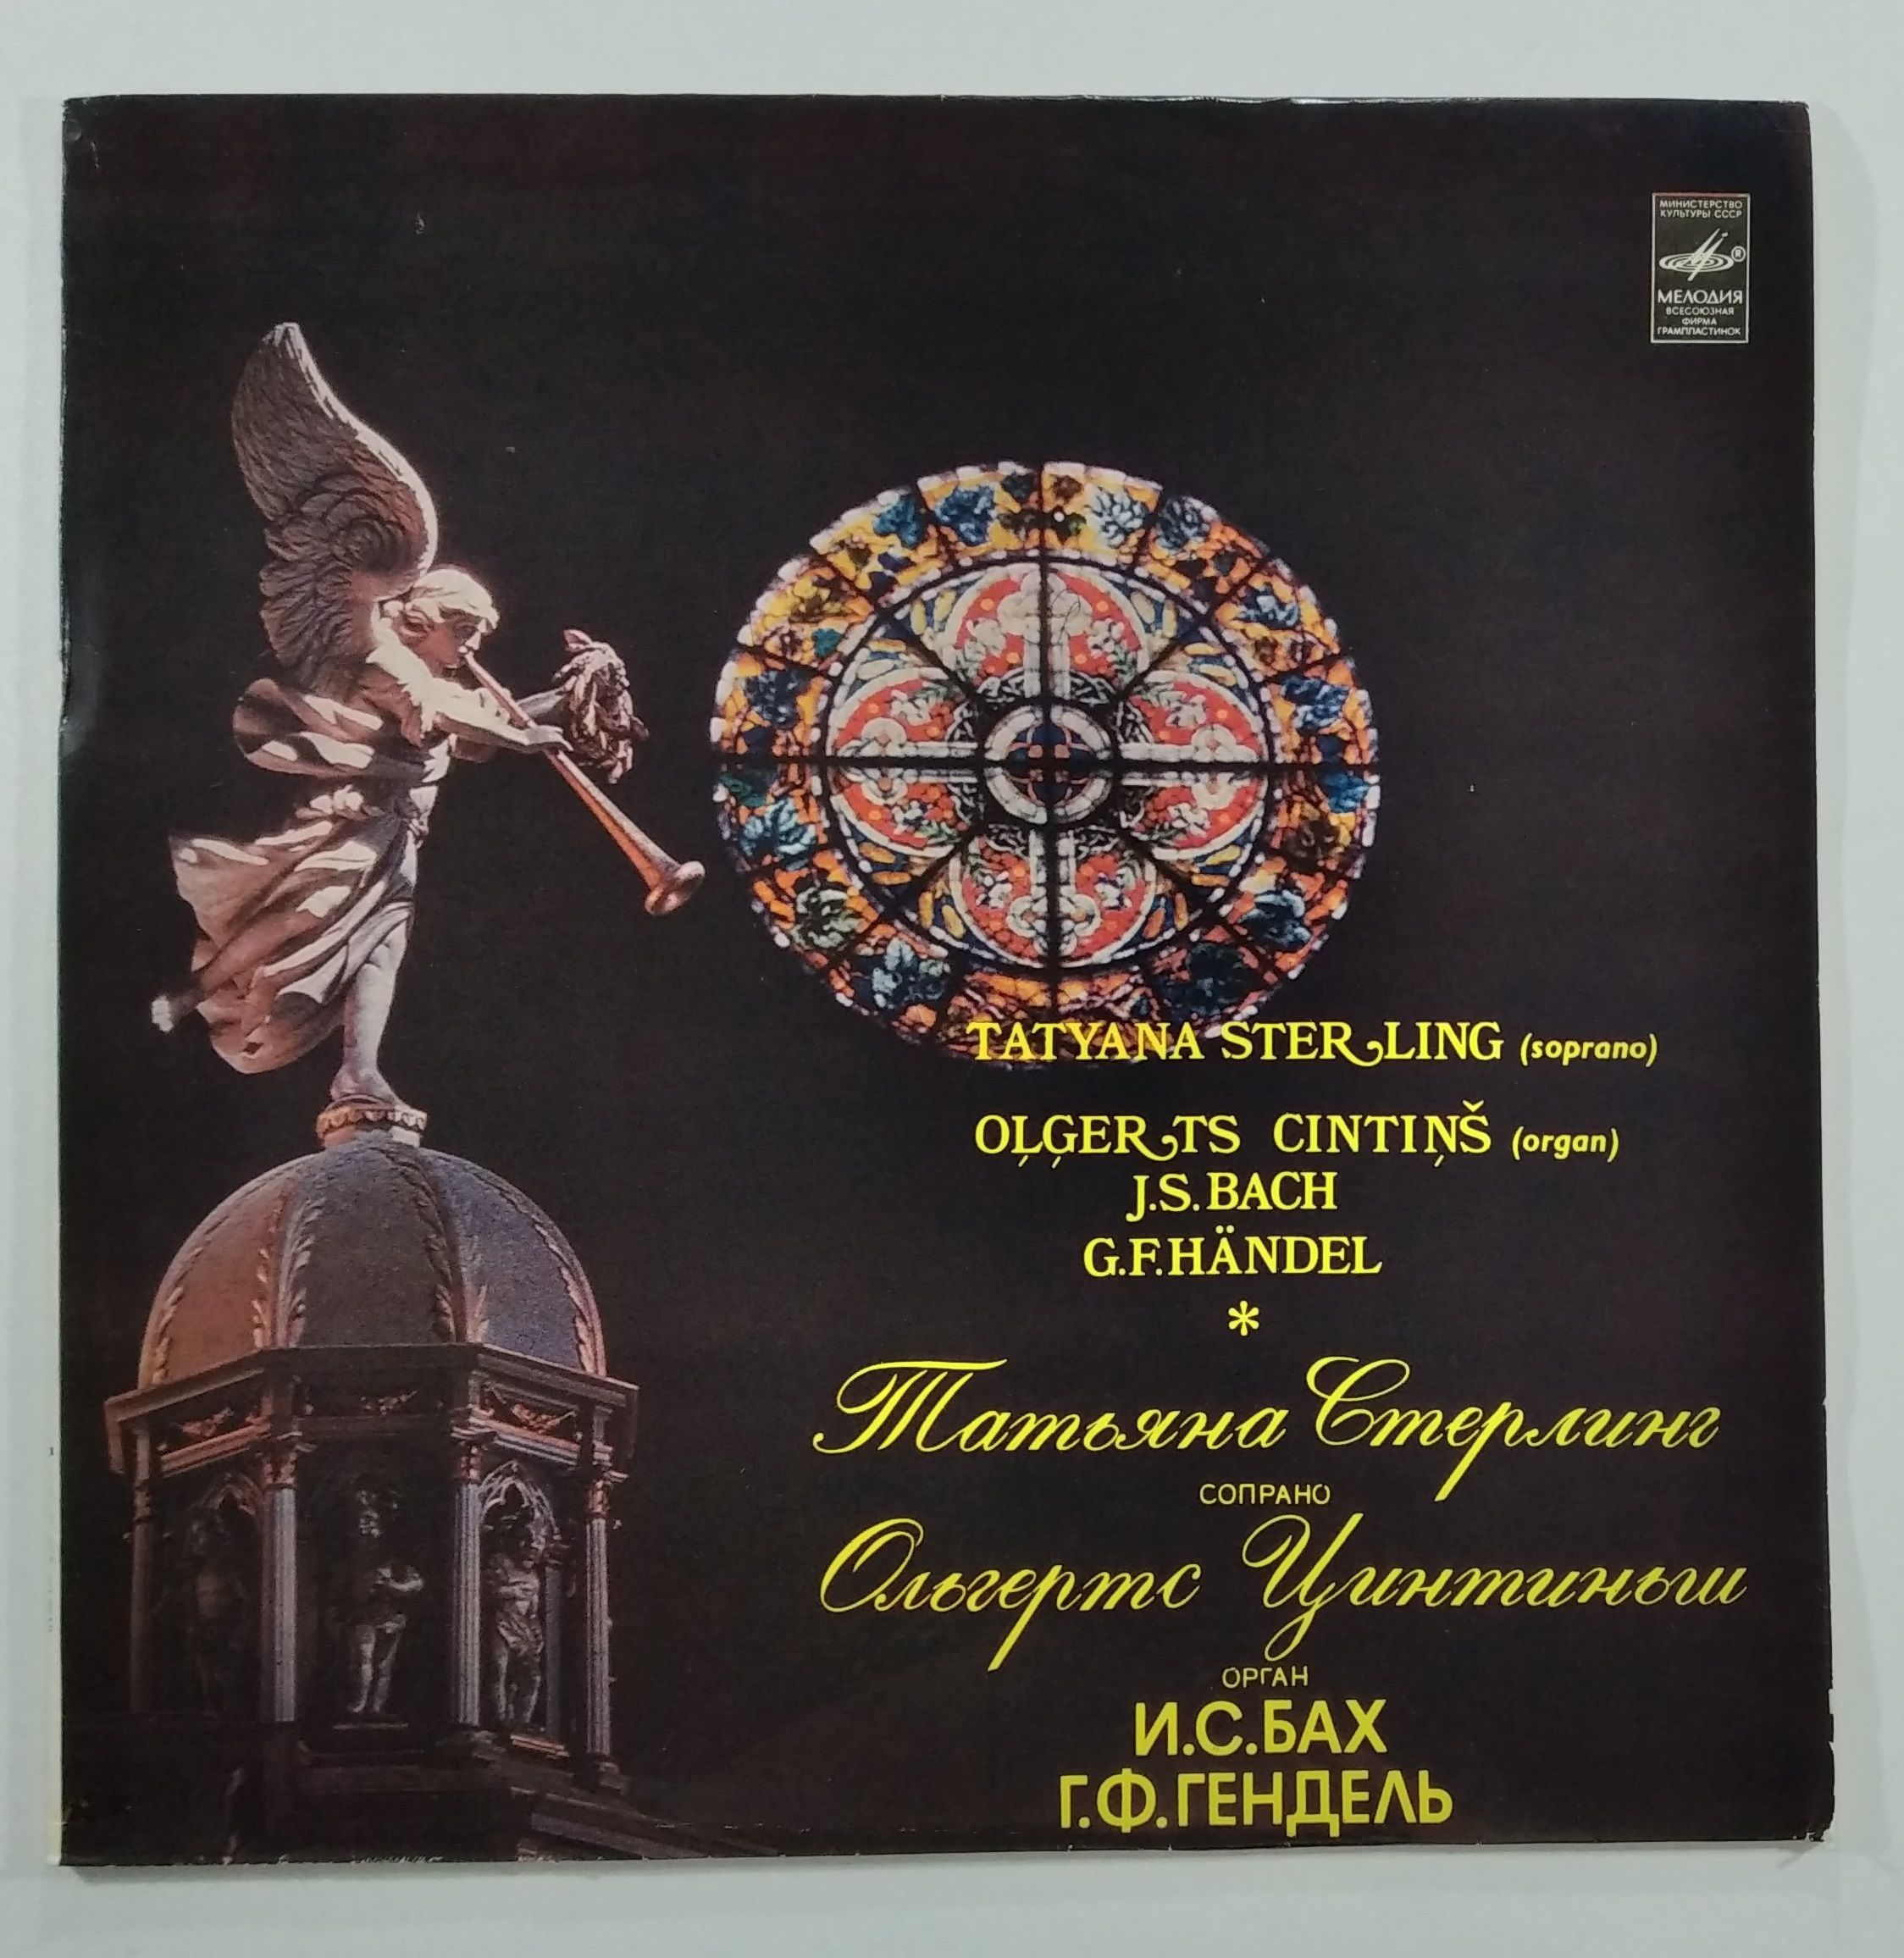 МИНИСТЕРСТВО
КУЛЬТУРЫ СССР
®
МЕЛОДИЯ
ВСЕСОЮЗНАЯ
ФИРМА
ГРАМПЛАСТИНОК
TATYANA STERLING (soprano)
OĻĢERTS CINTIŅŠ (organ)
J.S.BACH
G.F.HÄNDEL
*
Татьяна Стерлинг
СОПРАНО
Ольгертс Цинтиньш
ОРГАН
И.С.БАХ
Г.Ф.ГЕНДЕЛЬ